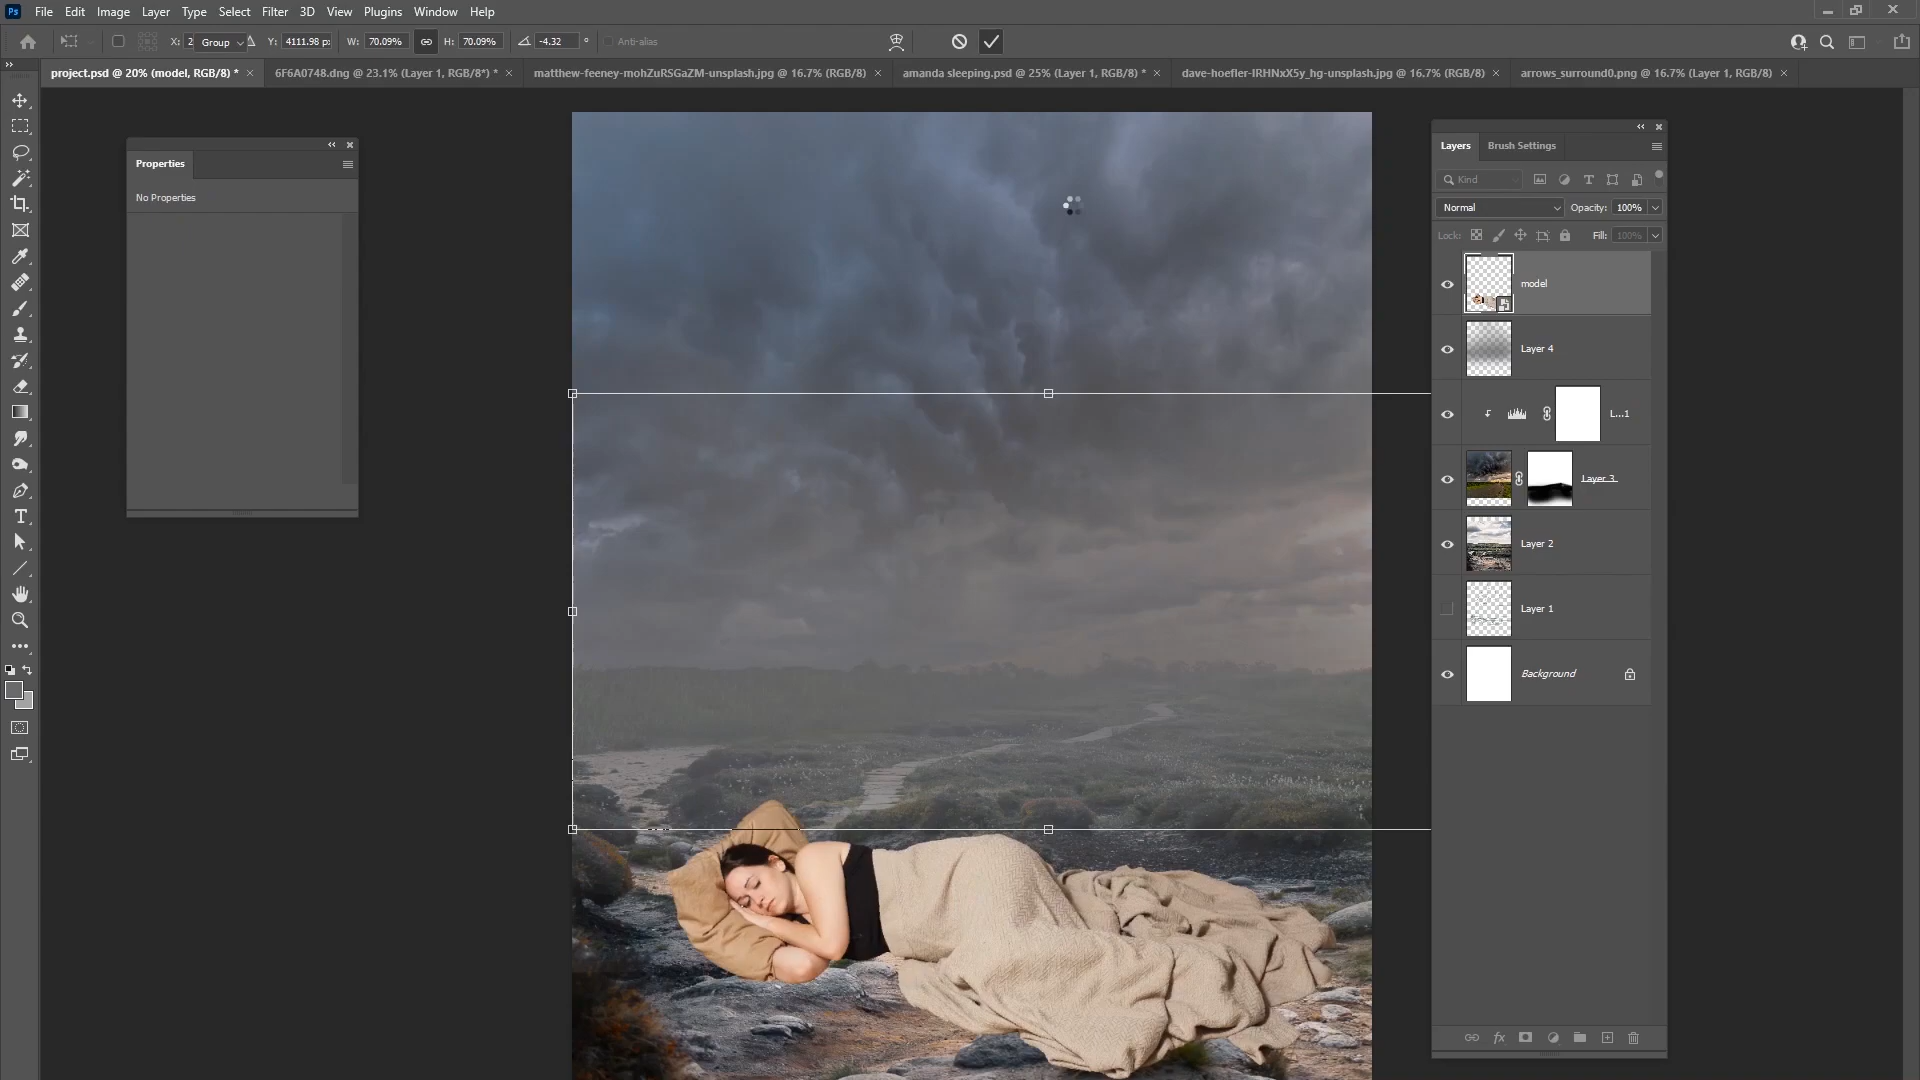 Ps File Edit Image Layer Type Select Filter 3D View Plugins Window Help
X: 2 Group Y: 4111.98 p: W: 70.09% H: 70.09% -4.32 ° Anti-alias
project.psd @ 20% (model, RGB/8) * 6F6A0748.dng @ 23.1% (Layer 1, RGB/8*) * matthew-feeney-mohZuRSGaZM-unsplash.jpg @ 16.7% (RGB/8) amanda sleeping.psd @ 25% (Layer 1, RGB/8) * dave-hoefler-IRHNxX5y_hg-unsplash.jpg @ 16.7% (RGB/8) arrows_surround0.png @ 16.7% (Layer 1, RGB/8)
Properties
No Properties
Layers Brush Settings
Kind
Normal Opacity: 100%
Lock: Fill: 100%
model
Layer 4
L...1
Layer 3
Layer 2
Layer 1
Background
fx